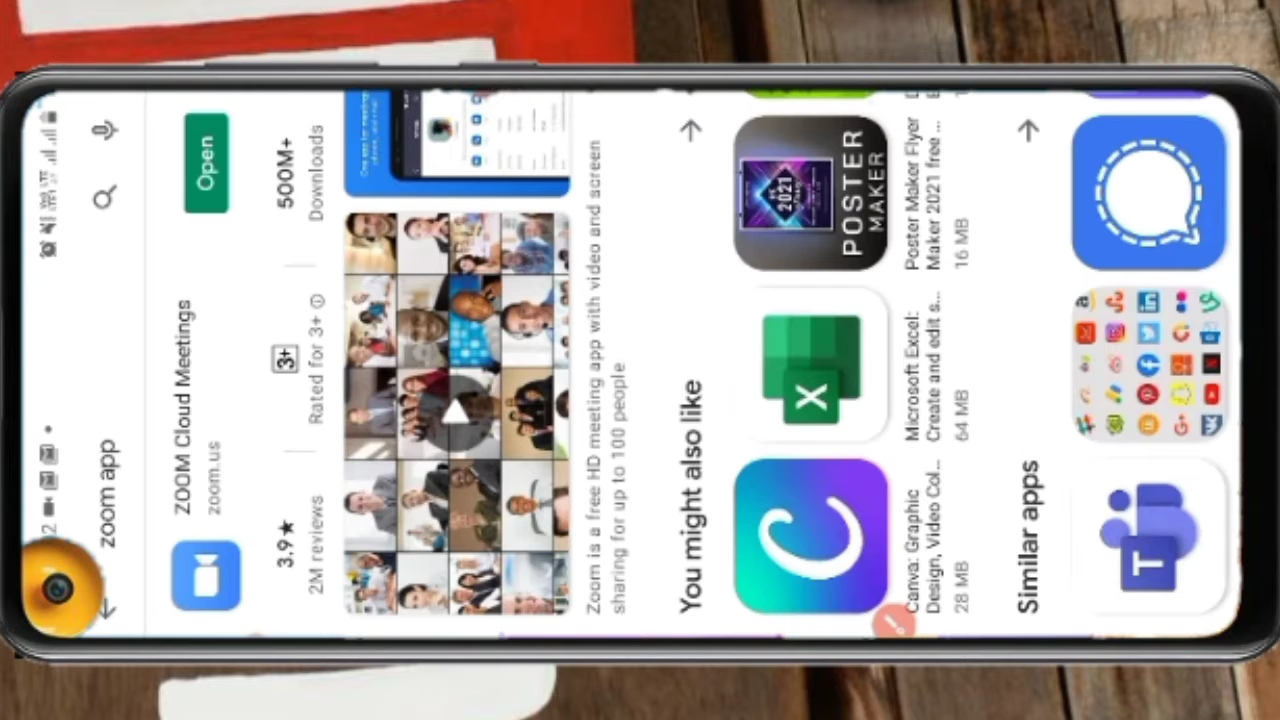 zoom app
ZOOM Cloud Meetings
zoom.us
Open
3.9★
2M reviews
3+
Rated for 3+
500M+
Downloads
Zoom is a free HD meeting app with video and screen
sharing for up to 100 people
You might also like
POSTER
MAKER
2021
Canva: Graphic
Design, Video Col...
28 MB
Microsoft Excel:
Create and edit s...
64 MB
Poster Maker Flyer
Maker 2021 free ...
16 MB
Similar apps